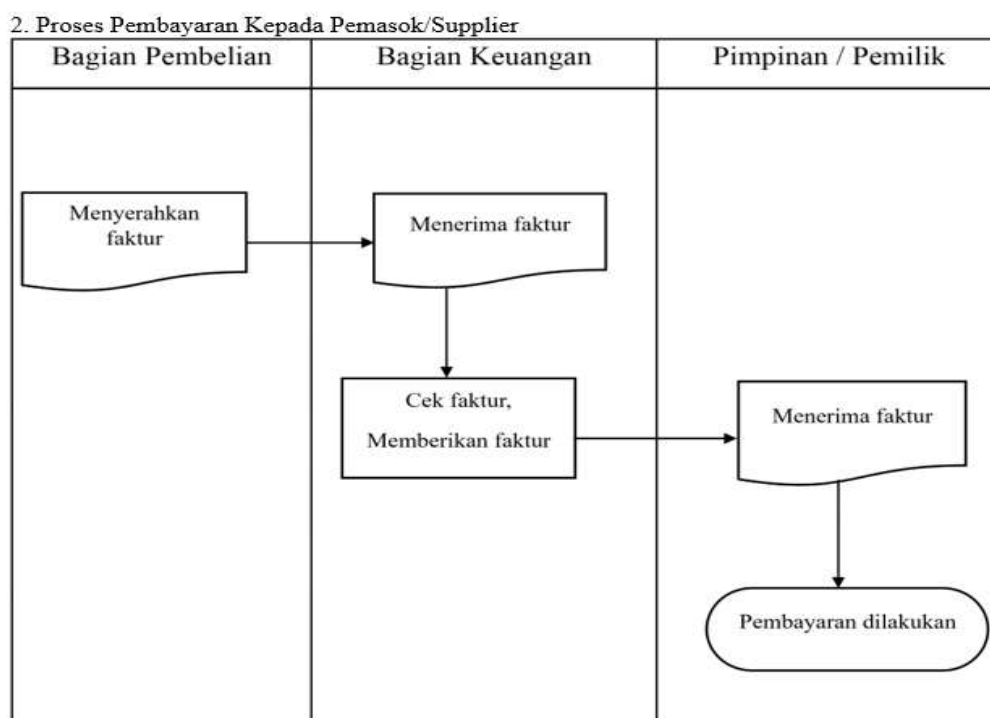 2. Proses Pembayaran Kepada Pemasok/Supplier
Bagian Pembelian
Bagian Keuangan
Pimpinan / Pemilik
Menyerahkan
faktur
Menerima faktur
Cek faktur,
Memberikan faktur
Menerima faktur
Pembayaran dilakukan